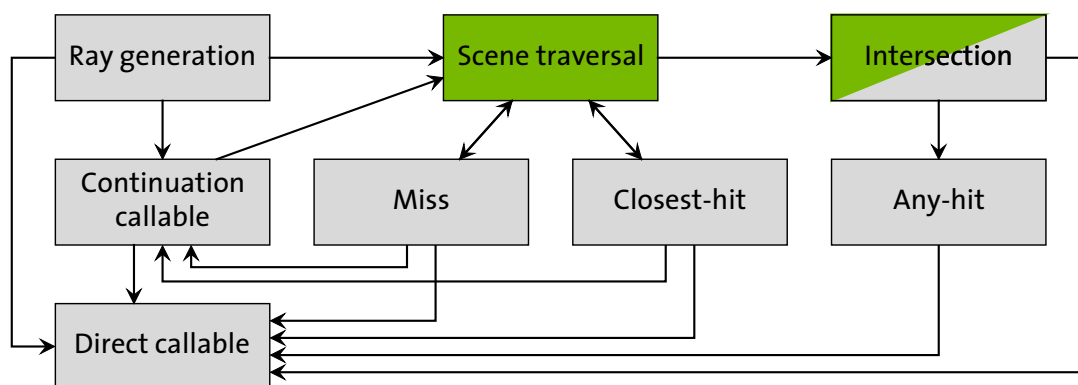 Ray generation
Scene traversal
Intersection
Continuation
callable
Miss
Closest-hit
Any-hit
Direct callable